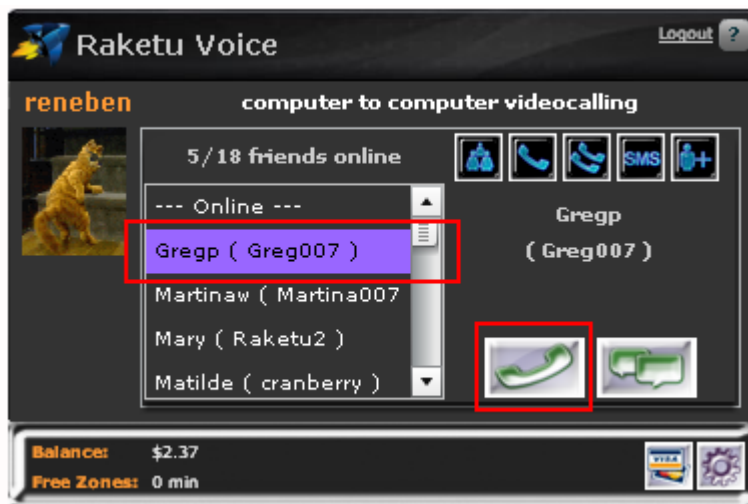 Raketu Voice
Logout ?
reneben
computer to computer videocalling
5/18 friends online
SMS
--- Online ---
Gregp ( Greg007 )
Martinaw ( Martina007
Mary ( Raketu2 )
Matilde ( cranberry )
Gregp
( Greg007 )
Balance: $2.37
Free Zones: 0 min
VISA